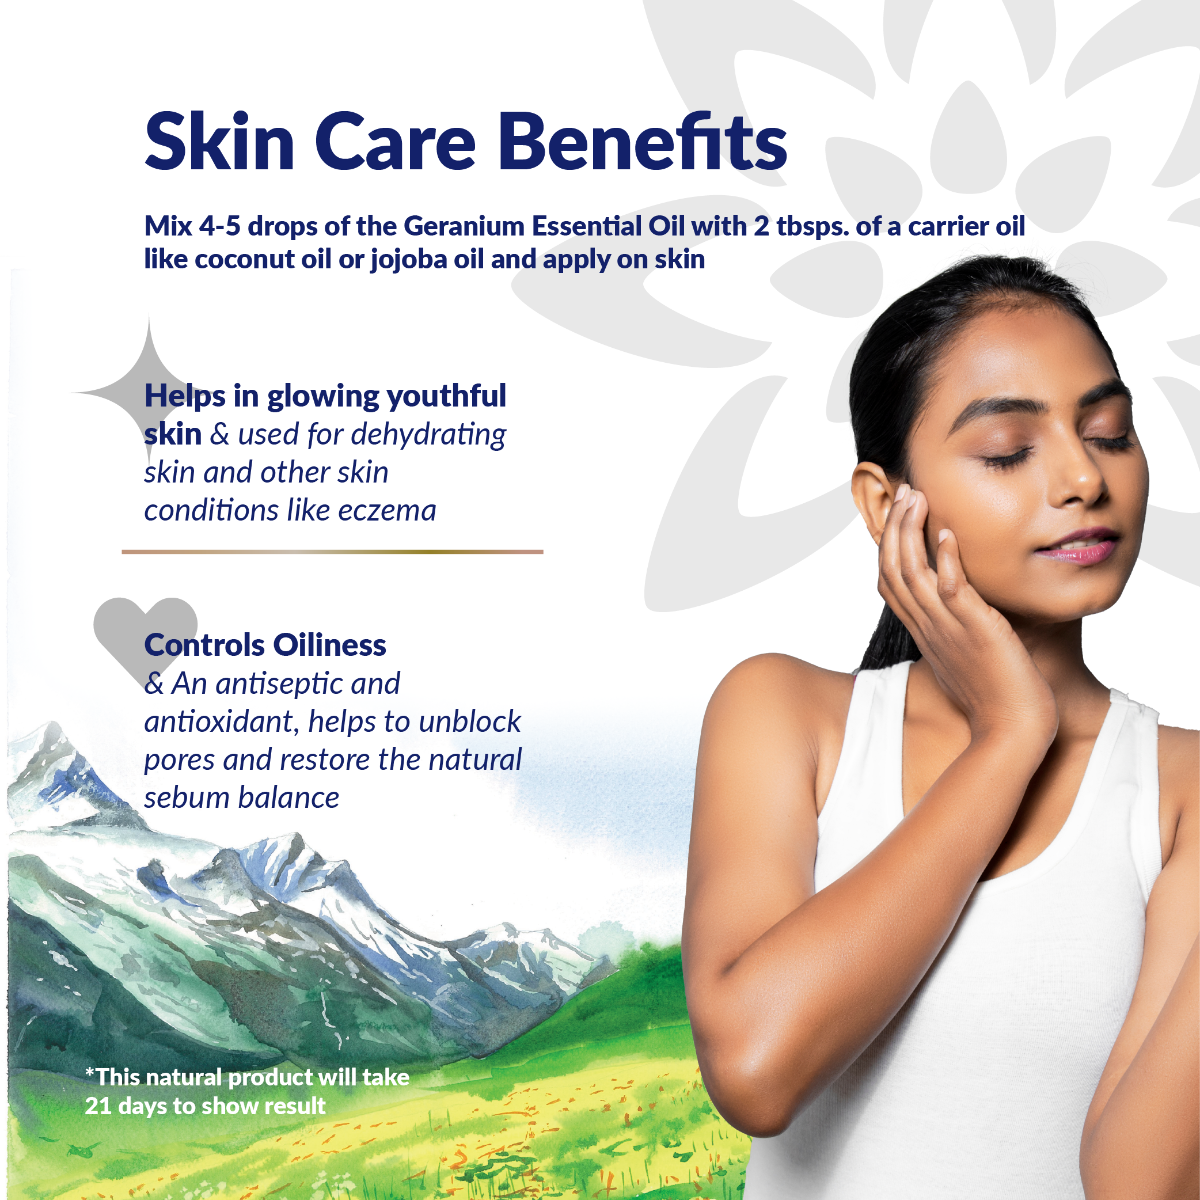 Skin Care Benefits
Mix 4-5 drops of the Geranium Essential Oil with 2 tbsps. of a carrier oil
like coconut oil or jojoba oil and apply on skin
Helps in glowing youthful
skin & used for dehydrating
skin and other skin
conditions like eczema
Controls Oiliness
& An antiseptic and
antioxidant, helps to unblock
pores and restore the natural
sebum balance
*This natural product will take
21 days to show result